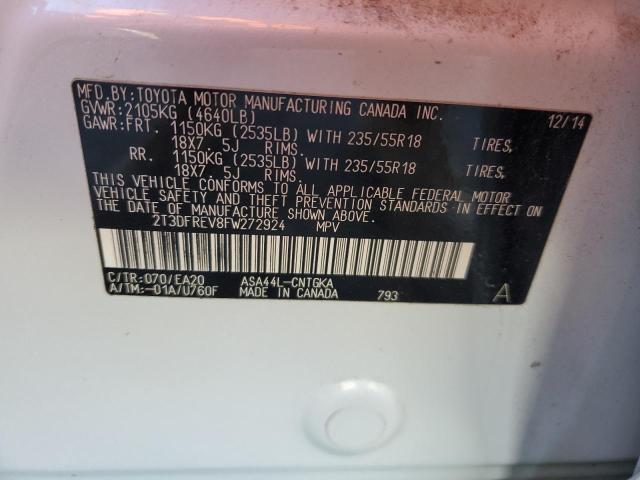 MFD.BY:TOYOTA MOTOR MANUFACTURING CANADA INC. 12/14
GVWR:2105KG (4640LB)
GAWR:FRT. 1150KG (2535LB) WITH 235/55R18 TIRES,
18X7 .5J RIMS.
RR. 1150KG (2535LB) WITH 235/55R18 TIRES,
18X7 .5J RIMS.
THIS VEHICLE CONFORMS TO ALL APPLICABLE FEDERAL MOTOR
VEHICLE SAFETY AND THEFT PREVENTION STANDARDS IN EFFECT ON
THE DATE OF MANUFACTURE SHOWN ABOVE.
2T3DFREV8FW272924 MPV
C/TR:070/EA20 ASA44L-CNTGKA
A/TM:-01A/U760F MADE IN CANADA 793 A